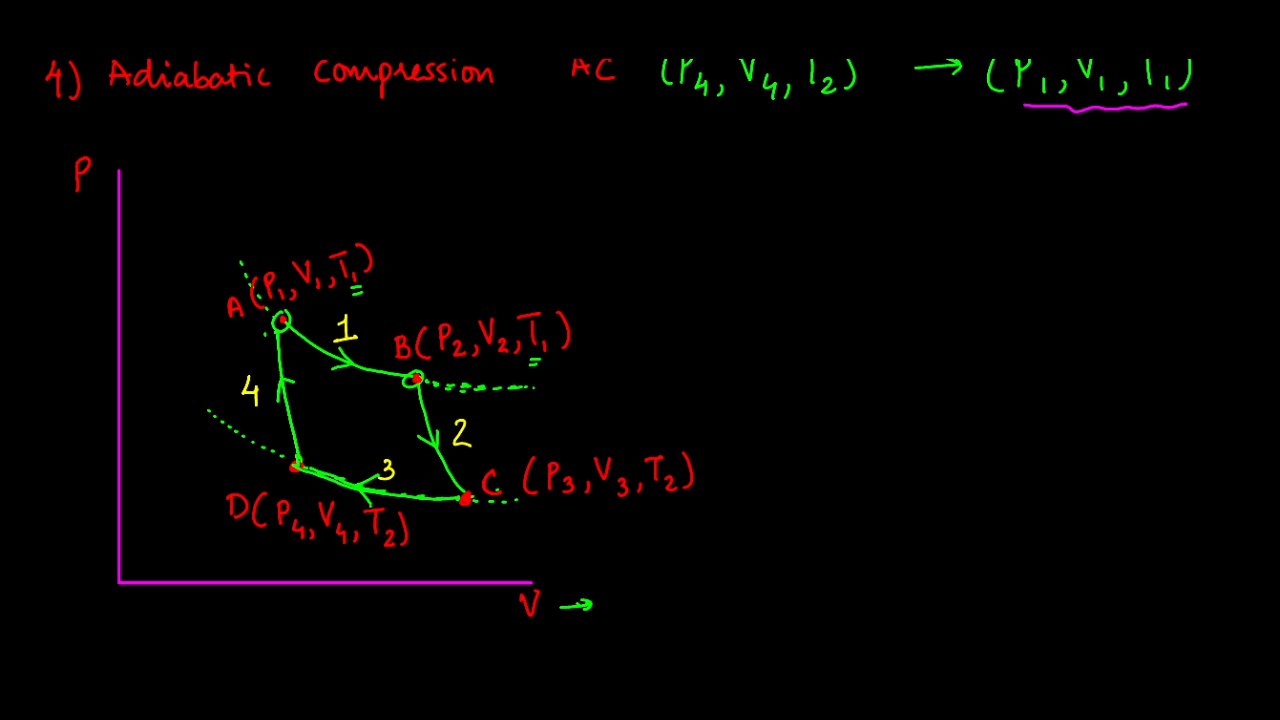 4) Adiabatic Compression AC (P4, V4, T2) → (P1, V1, T1)
P
A (P1, V1, T1)
1
B (P2, V2, T1)
4
2
3
C (P3, V3, T2)
D (P4, V4, T2)
V →